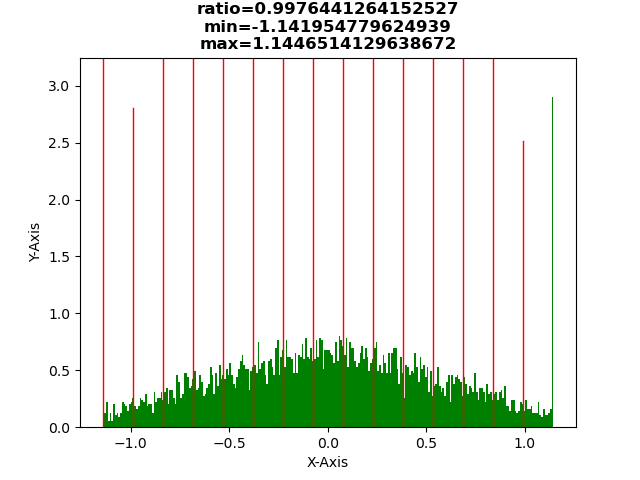 ratio=0.9976441264152527
min=-1.141954779624939
max=1.1446514129638672
3.0
2.5
2.0
1.5
1.0
0.5
0.0
Y-Axis
−1.0 −0.5 0.0 0.5 1.0
X-Axis